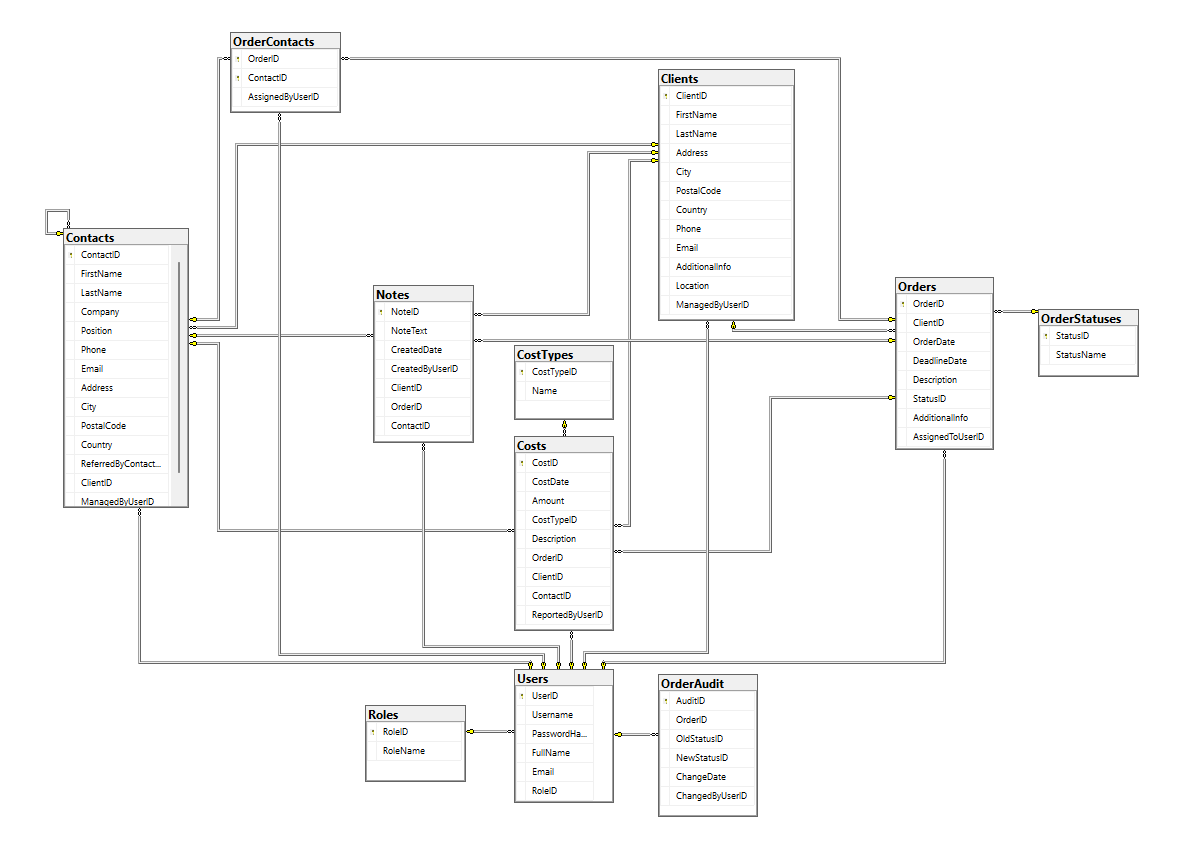 OrderContacts
OrderID
ContactID
AssignedByUserID
Clients
ClientID
FirstName
LastName
Address
City
PostalCode
Country
Phone
Email
AdditionalInfo
Location
ManagedByUserID
Contacts
ContactID
FirstName
LastName
Company
Position
Phone
Email
Address
City
PostalCode
Country
ReferredByContact...
ClientID
ManagedByUserID
Notes
NoteID
NoteText
CreatedDate
CreatedByUserID
ClientID
OrderID
ContactID
CostTypes
CostTypeID
Name
Orders
OrderID
ClientID
OrderDate
DeadlineDate
Description
StatusID
AdditionalInfo
AssignedToUserID
OrderStatuses
StatusID
StatusName
Costs
CostID
CostDate
Amount
CostTypeID
Description
OrderID
ClientID
ContactID
ReportedByUserID
Users
UserID
Username
PasswordHa...
FullName
Email
RoleID
Roles
RoleID
RoleName
OrderAudit
AuditID
OrderID
OldStatusID
NewStatusID
ChangeDate
ChangedByUserID